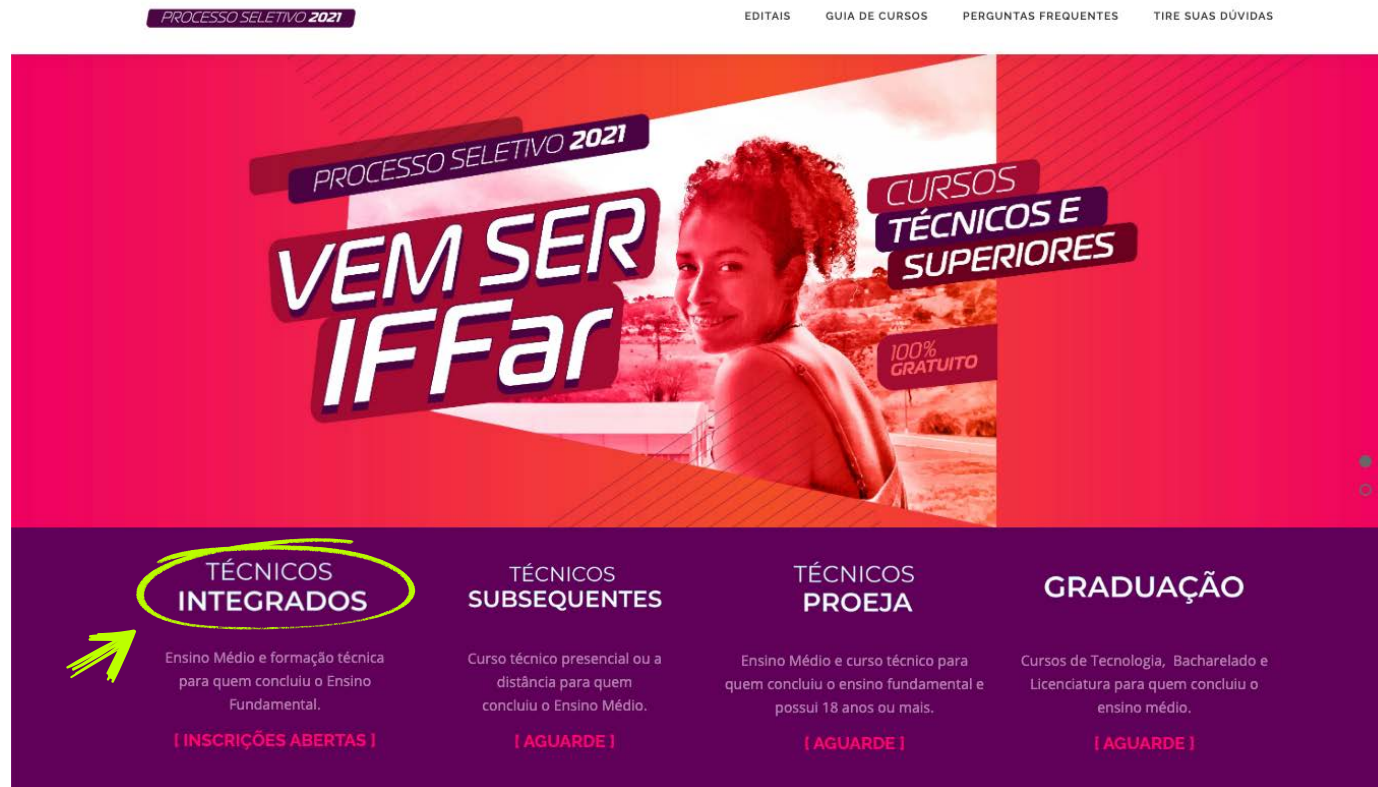 PROCESSO SELETIVO 2021
EDITAIS
GUIA DE CURSOS
PERGUNTAS FREQUENTES
TIRE SUAS DÚVIDAS
PROCESSO SELETIVO 2021
VEM SER
IFFar
CURSOS
TÉCNICOS E
SUPERIORES
100%
GRATUITO
TÉCNICOS
INTEGRADOS
Ensino Médio e formação técnica
para quem concluiu o Ensino
Fundamental.
[ INSCRIÇÕES ABERTAS ]
TÉCNICOS
SUBSEQUENTES
Curso técnico presencial ou a
distância para quem
concluiu o Ensino Médio.
[ AGUARDE ]
TÉCNICOS
PROEJA
Ensino Médio e curso técnico para
quem concluiu o ensino fundamental e
possui 18 anos ou mais.
[ AGUARDE ]
GRADUAÇÃO
Cursos de Tecnologia, Bacharelado e
Licenciatura para quem concluiu o
ensino médio.
[ AGUARDE ]